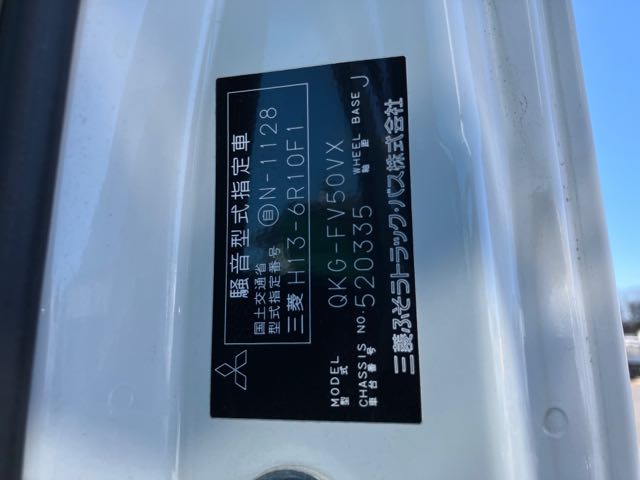 騒音型式指定車
国土交通省
型式指定番号 自N-1128
三菱 H13-6R10F1
MODEL
型式 QKG-FV50VX
CHASSIS NO. 520335 WHEEL BASE J
車台番号 軸距
三菱ふそうトラック・バス株式会社